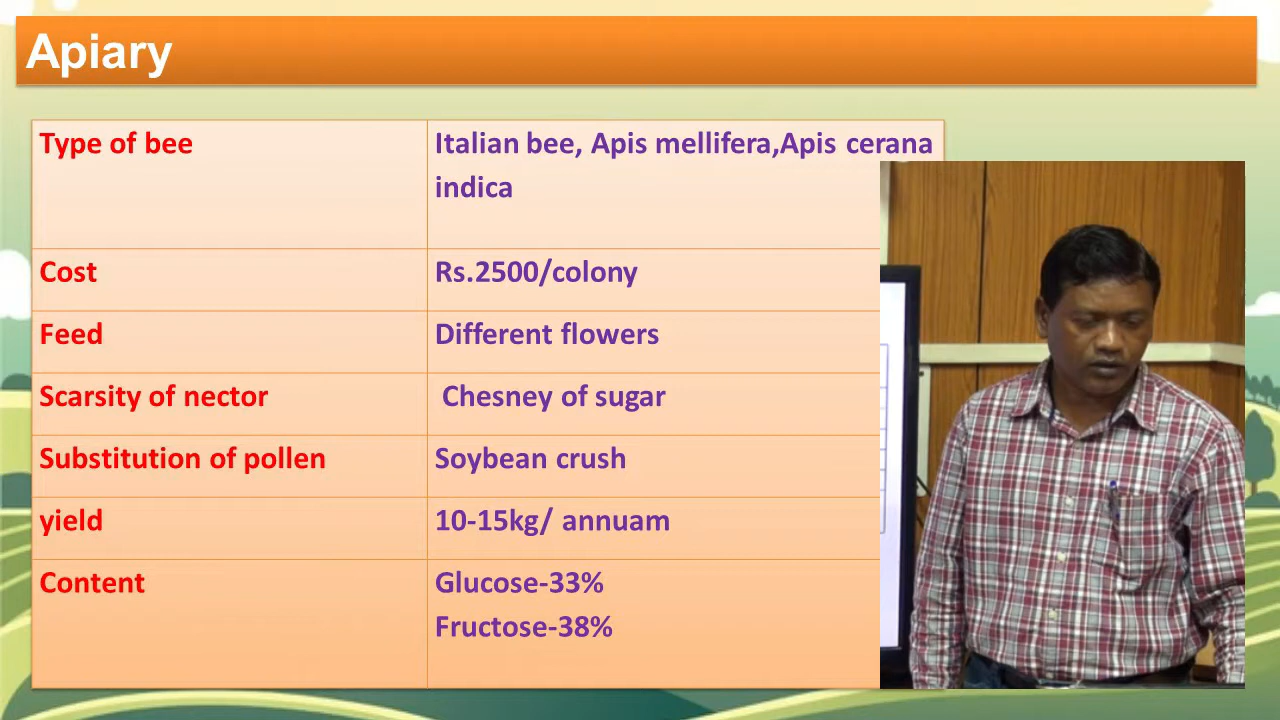 Apiary
Type of bee
Italian bee, Apis mellifera,Apis cerana
indica
Cost
Rs.2500/colony
Feed
Different flowers
Scarsity of nector
Chesney of sugar
Substitution of pollen
Soybean crush
yield
10-15kg/ annuam
Content
Glucose-33%
Fructose-38%